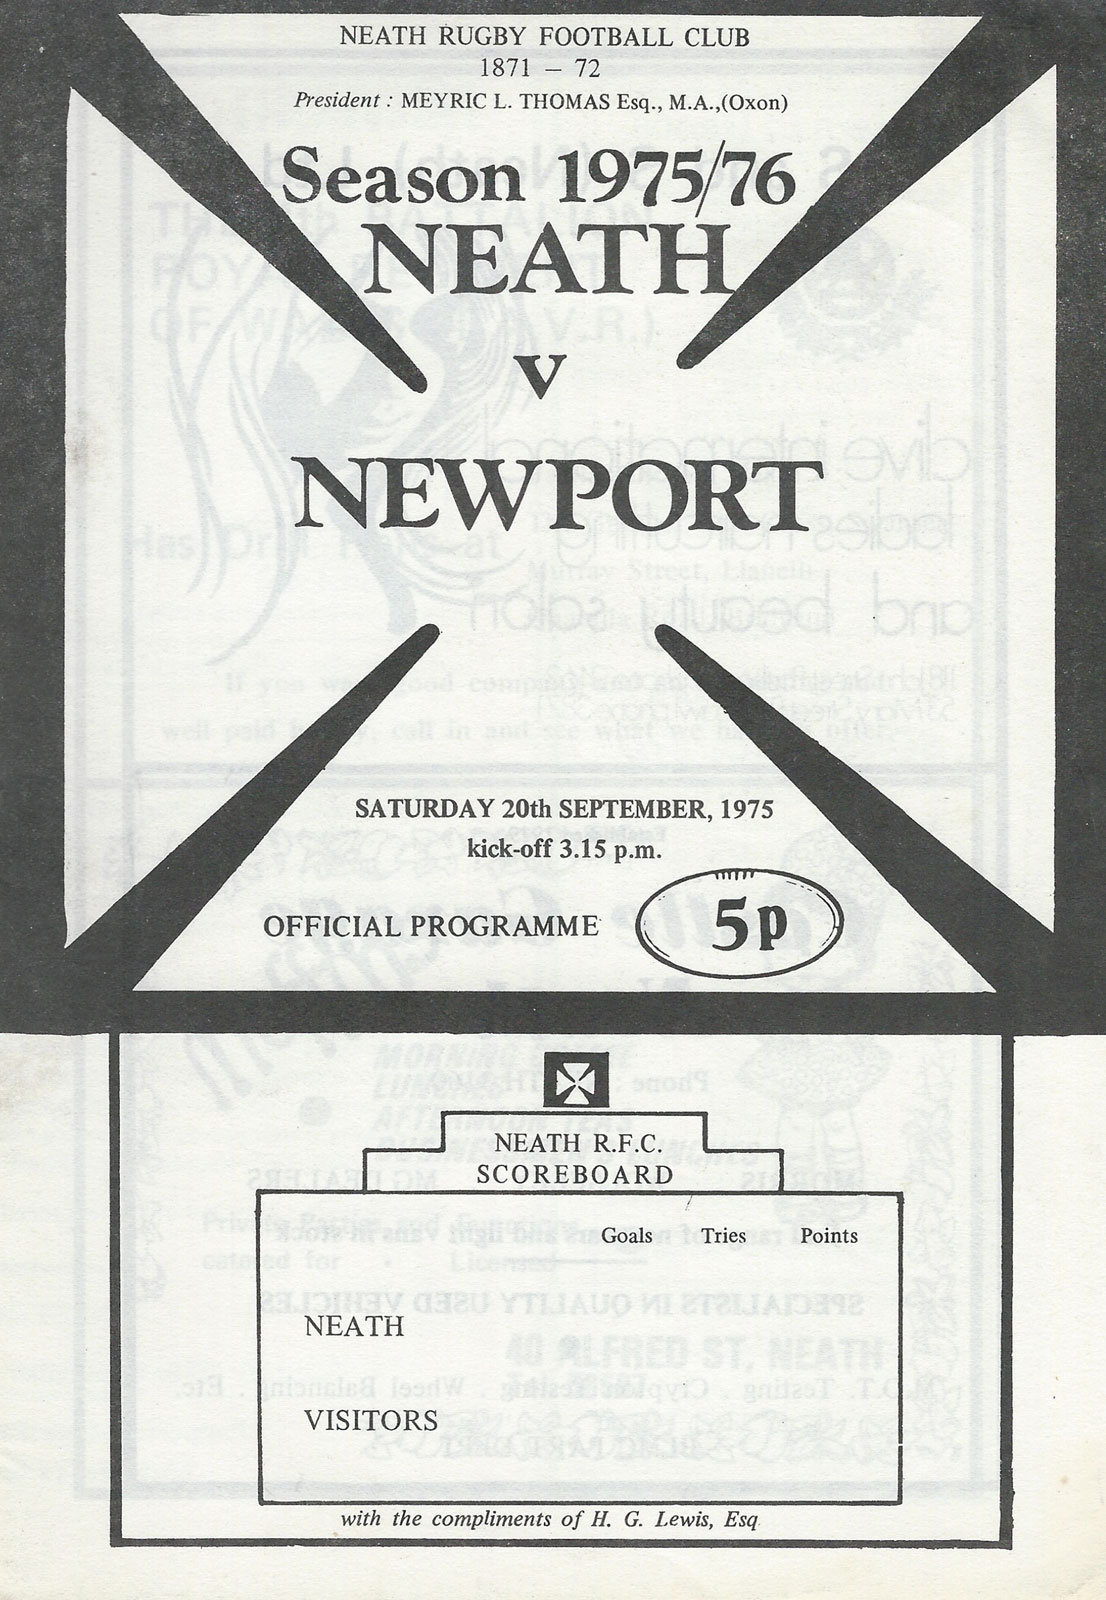 NEATH RUGBY FOOTBALL CLUB
1871 – 72
President : MEYRIC L. THOMAS Esq., M.A.,(Oxon)
Season 1975/76
NEATH
v
NEWPORT
SATURDAY 20th SEPTEMBER, 1975
kick-off 3.15 p.m.
OFFICIAL PROGRAMME 5p
NEATH R.F.C.
SCOREBOARD
Goals Tries Points
NEATH
VISITORS
with the compliments of H. G. Lewis, Esq